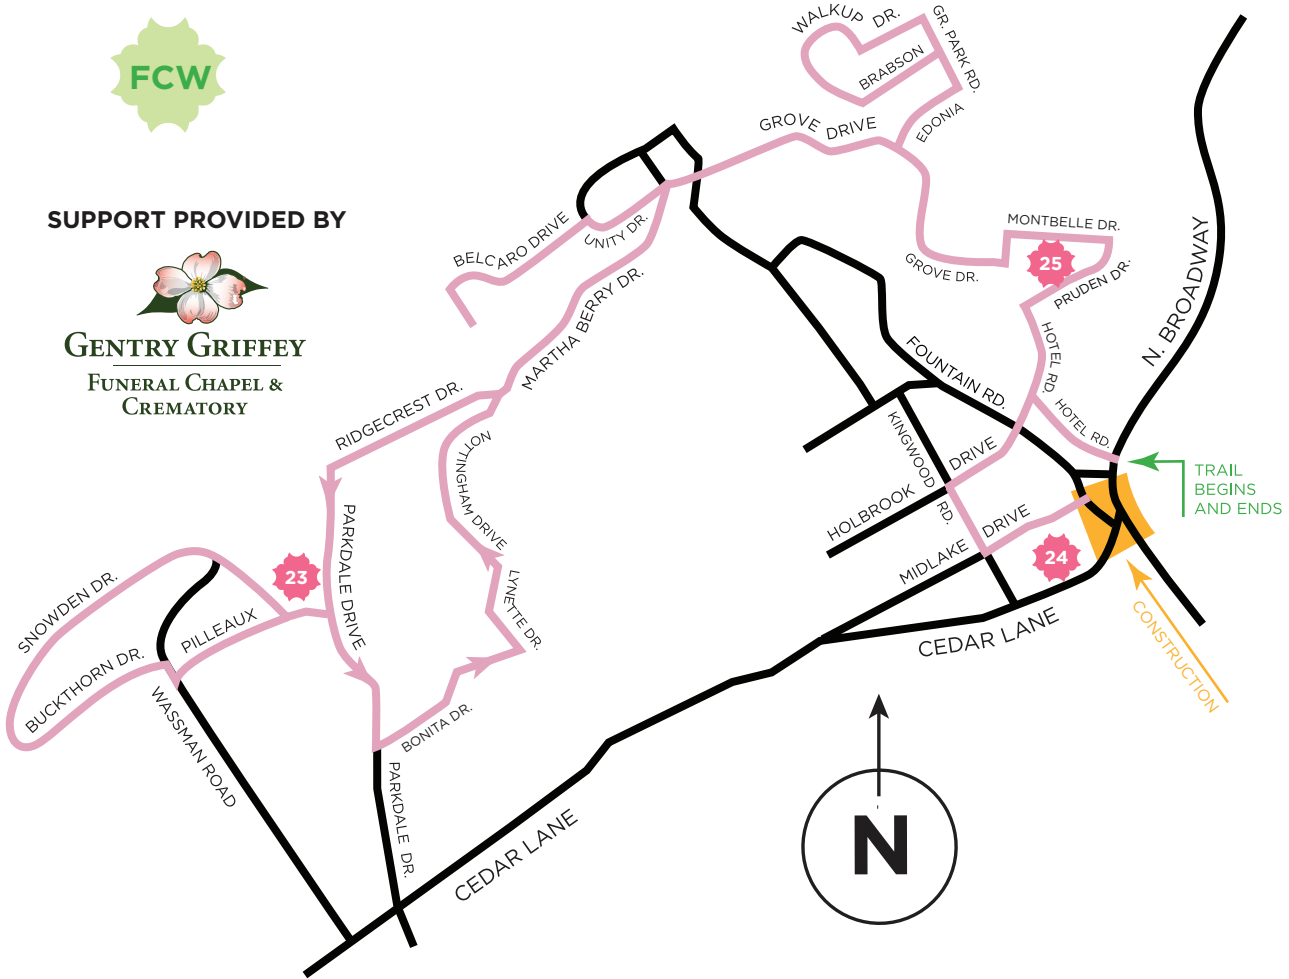 FCW
SUPPORT PROVIDED BY
GENTRY GRIFFEY
FUNERAL CHAPEL &
CREMATORY
WALKUP DR.
GR. PARK RD.
BRABSON
EDONIA
GROVE DRIVE
UNITY DR.
BELCARO DRIVE
MARTHA BERRY DR.
MONTBELLE DR.
25
GROVE DR.
PRUDEN DR.
N. BROADWAY
HOTEL RD.
HOTEL RD.
FOUNTAIN RD.
KINGWOOD RD.
HOLBROOK DRIVE
MIDLAKE DRIVE
24
TRAIL
BEGINS
AND ENDS
CONSTRUCTION
CEDAR LANE
RIDGECREST DR.
NOTTINGHAM DRIVE
LYNETTE DR.
PARKDALE DRIVE
23
SNOWDEN DR.
PILLEAUX
BUCKTHORN DR.
WASSMAN ROAD
BONITA DR.
PARKDALE DR.
CEDAR LANE
N